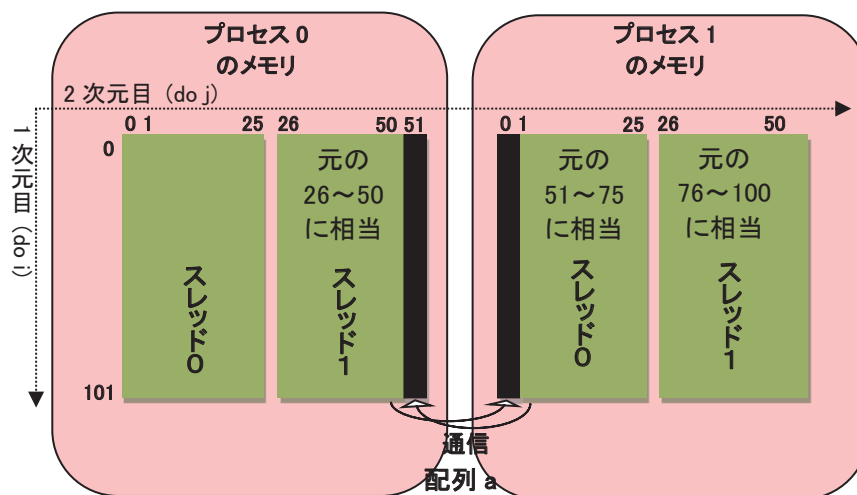 プロセス 0
のメモリ
プロセス 1
のメモリ
2 次元目 (do j)
1 次元目 (do i)
0 1
25
26
50
51
0
1
25
26
50
0
101
スレッド0
元の
26～50
に相当
スレッド1
元の
51～75
に相当
スレッド0
元の
76～100
に相当
スレッド1
通信
配列 a